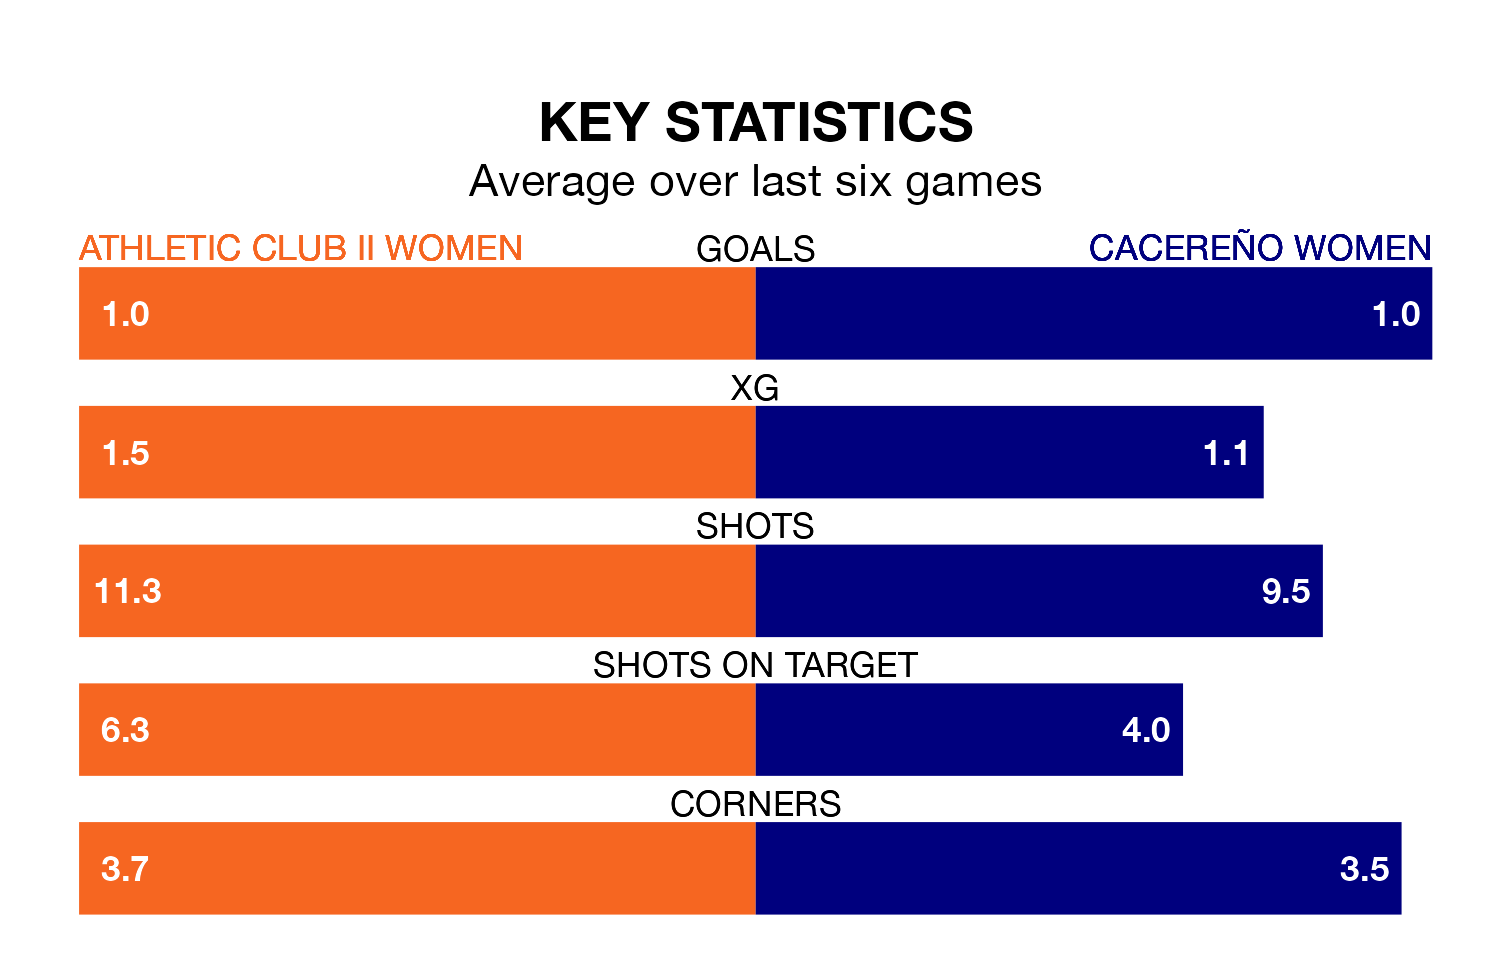 KEY STATISTICS
Average over last six games
ATHLETIC CLUB II WOMEN GOALS CACEREÑO WOMEN
1.0 1.0
XG
1.5 1.1
SHOTS
11.3 9.5
SHOTS ON TARGET
6.3 4.0
CORNERS
3.7 3.5